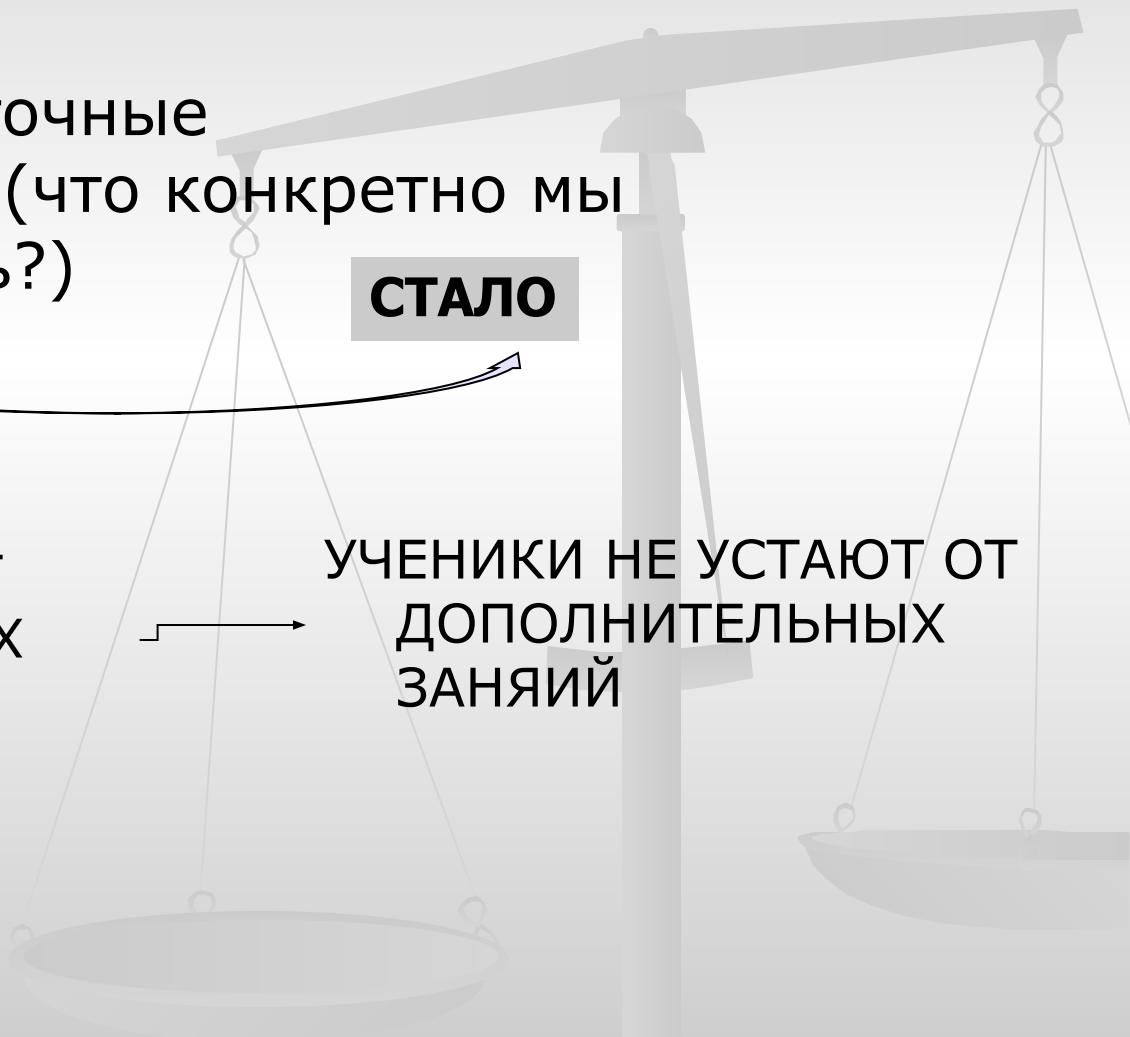 точные
(что конкретно мы
ь?)
СТАЛО
УЧЕНИКИ НЕ УСТАЮТ ОТ
Х
ДОПОЛНИТЕЛЬНЫХ
ЗАНЯИЙ